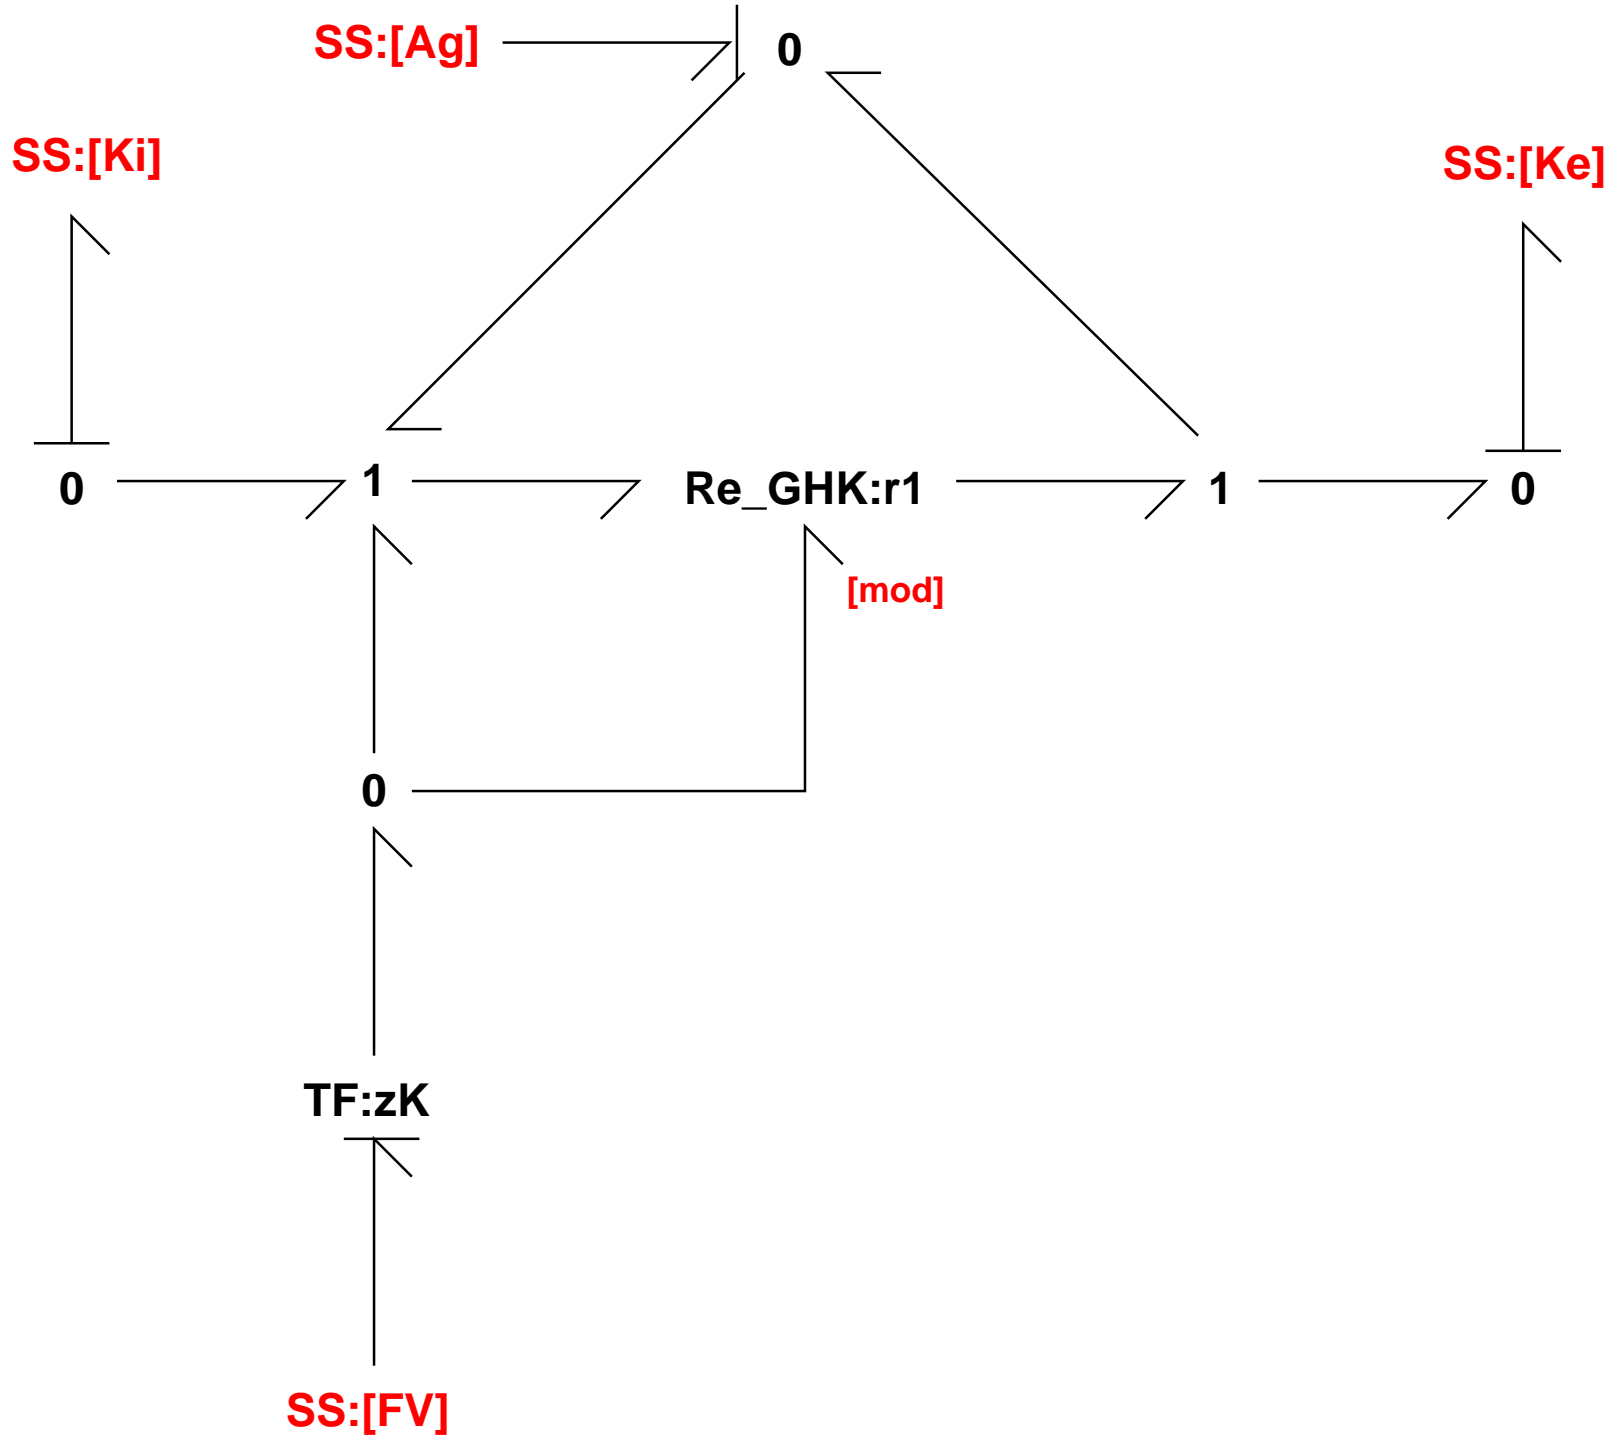 SS:[Ag] 0
SS:[Ki] SS:[Ke]
0 1 Re_GHK:r1 1 0
[mod]
0
TF:zK
SS:[FV]